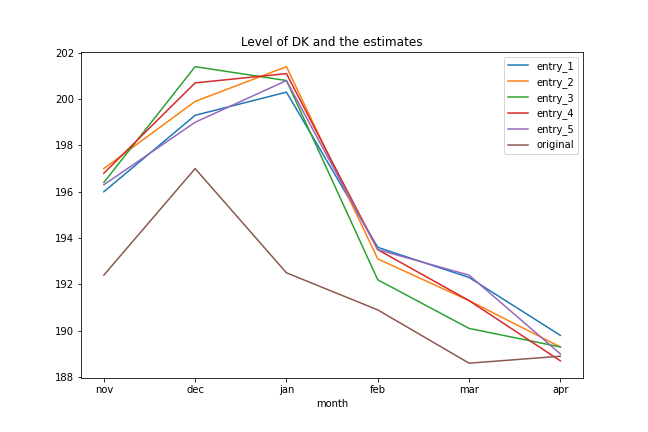 Level of DK and the estimates
202
200
198
196
194
192
190
188
entry_1
entry_2
entry_3
entry_4
entry_5
original
nov dec jan feb mar apr
month